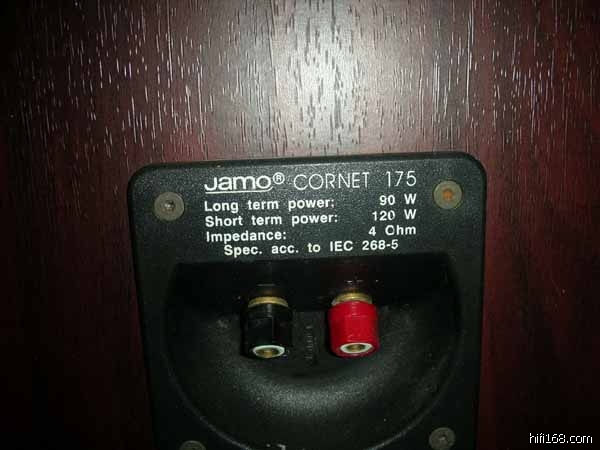 Jamo® CORNET 175
Long term power: 90 W
Short term power: 120 W
Impedance: 4 Ohm
Spec. acc. to IEC 268-5
hifi168.com